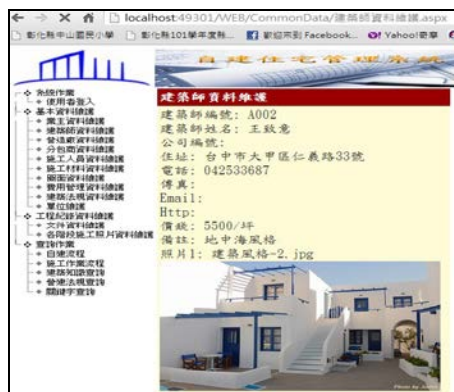 localhost:49301/WEB/CommonData/建築師資料維護.aspx
彰化縣中山國民小學
彰化縣101學年度縣...
歡迎來到 Facebook...
Yahoo!奇摩
自建住宅管理系統
系統作業
使用者登入
基本資料維護
業主資料維護
建築師資料維護
營造廠資料維護
分包商資料維護
施工人員資料維護
施工材料資料維護
圖面資料維護
費用管理資料維護
建築法規資料維護
單位維護
工程紀錄資料維護
文件資料維護
各階段施工照片資料維護
查詢作業
自建流程
施工作業流程
建築知識查詢
營建法規查詢
關鍵字查詢
建築師資料維護
建築師編號: A002
建築師姓名: 王致意
公司編號:
住址: 台中市大甲區仁義路33號
電話: 042533687
傳真:
Email:
Http:
價碼: 5500/坪
備註: 地中海風格
照片1: 建築風格-2.jpg